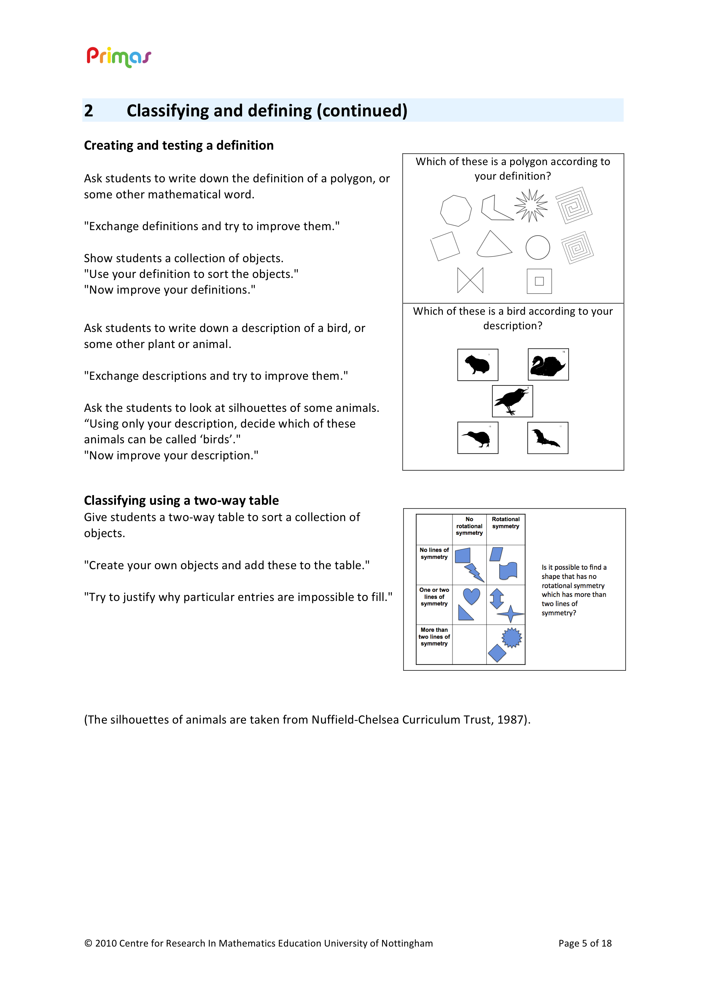 Primas
2 Classifying and defining (continued)
Creating and testing a definition
Ask students to write down the definition of a polygon, or
some other mathematical word.
"Exchange definitions and try to improve them."
Show students a collection of objects.
"Use your definition to sort the objects."
"Now improve your definitions."
Which of these is a polygon according to
your definition?
Ask students to write down a description of a bird, or
some other plant or animal.
"Exchange descriptions and try to improve them."
Ask the students to look at silhouettes of some animals.
“Using only your description, decide which of these
animals can be called ‘birds’."
"Now improve your description."
Which of these is a bird according to your
description?
16
8
Classifying using a two-way table
Give students a two-way table to sort a collection of
objects.
"Create your own objects and add these to the table."
"Try to justify why particular entries are impossible to fill."
No
rotational
symmetry
Rotational
symmetry
No lines of
symmetry
One or two
lines of
symmetry
More than
two lines of
symmetry
Is it possible to find a
shape that has no
rotational symmetry
which has more than
two lines of
symmetry?
(The silhouettes of animals are taken from Nuffield-Chelsea Curriculum Trust, 1987).
© 2010 Centre for Research In Mathematics Education University of Nottingham
Page 5 of 18